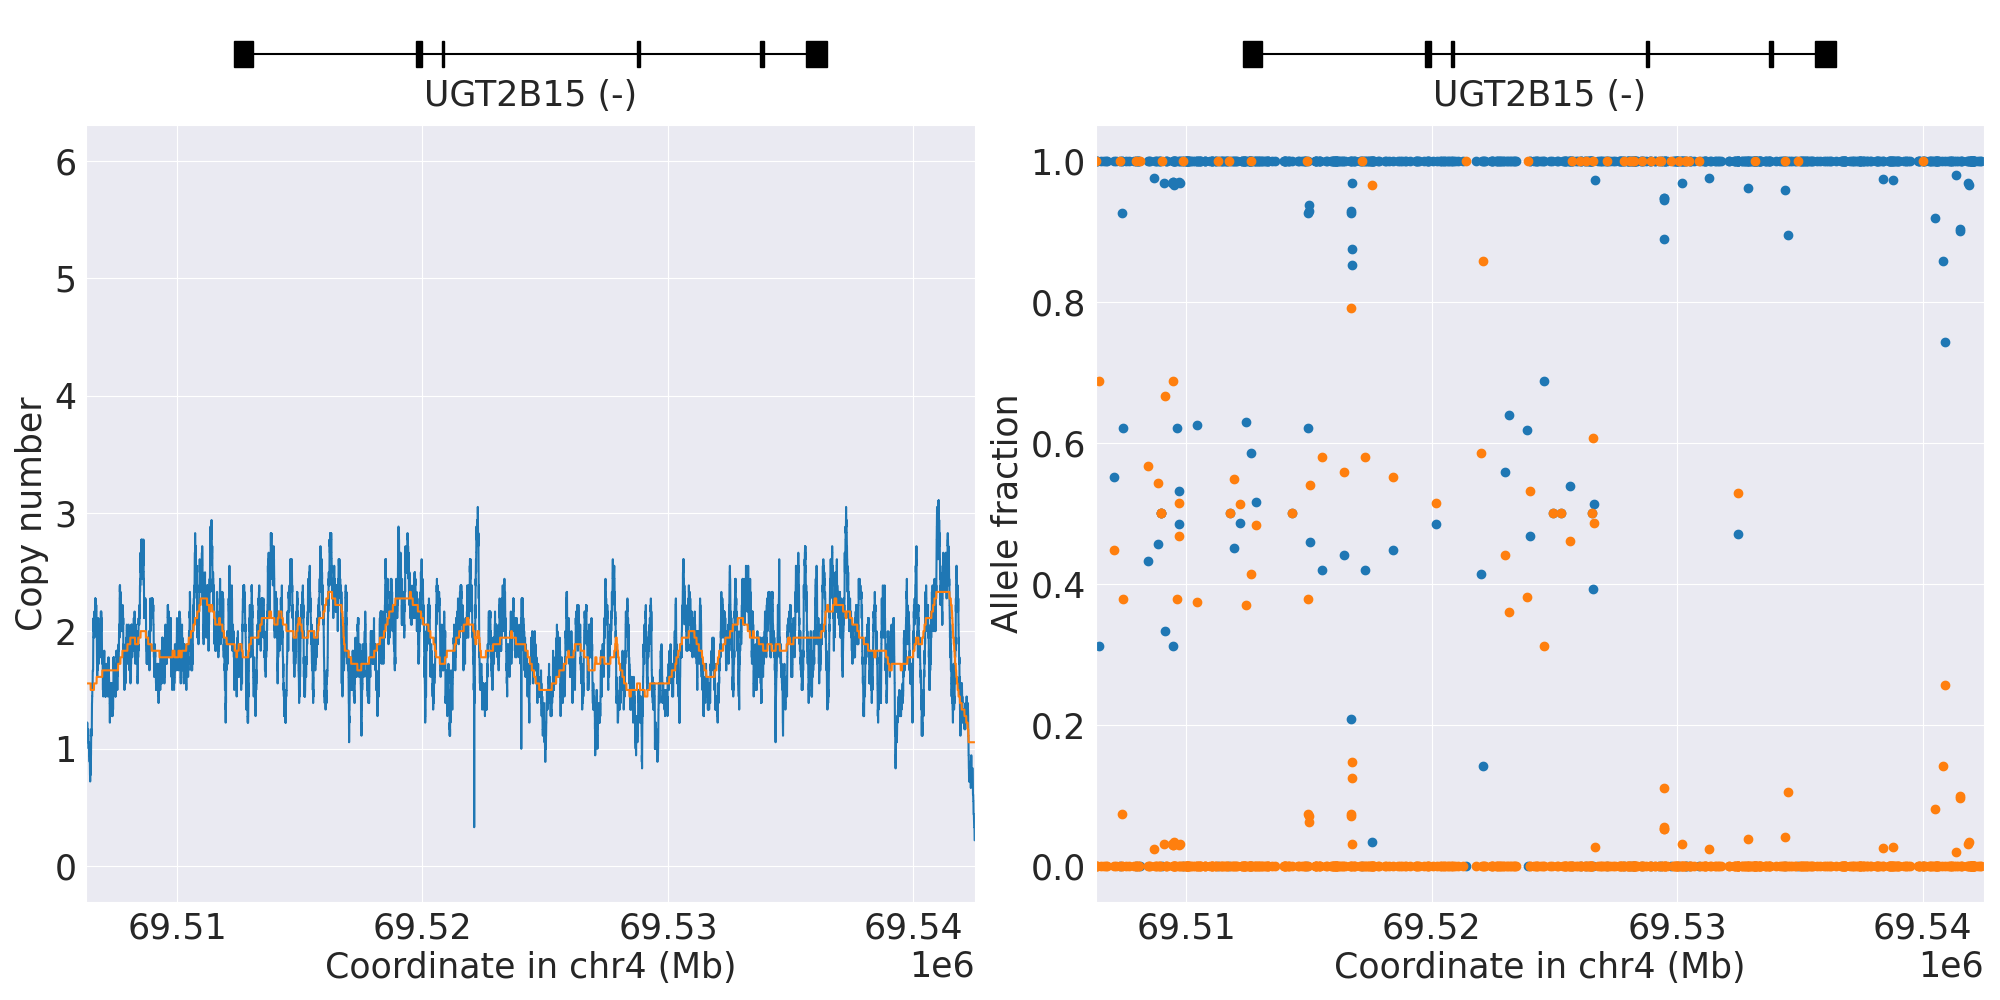 UGT2B15 (-)
6
5
4
3
2
1
0
Copy number
69.51 69.52 69.53 69.54
Coordinate in chr4 (Mb)
1e6
UGT2B15 (-)
1.0
0.8
0.6
0.4
0.2
0.0
Allele fraction
69.51 69.52 69.53 69.54
Coordinate in chr4 (Mb)
1e6